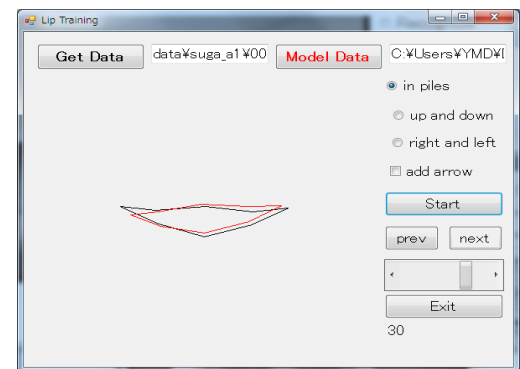 Lip Training
Get Data data¥suga_a1¥00 Model Data C:¥Users¥YMD¥
in piles
up and down
right and left
add arrow
Start
prev next
Exit
30